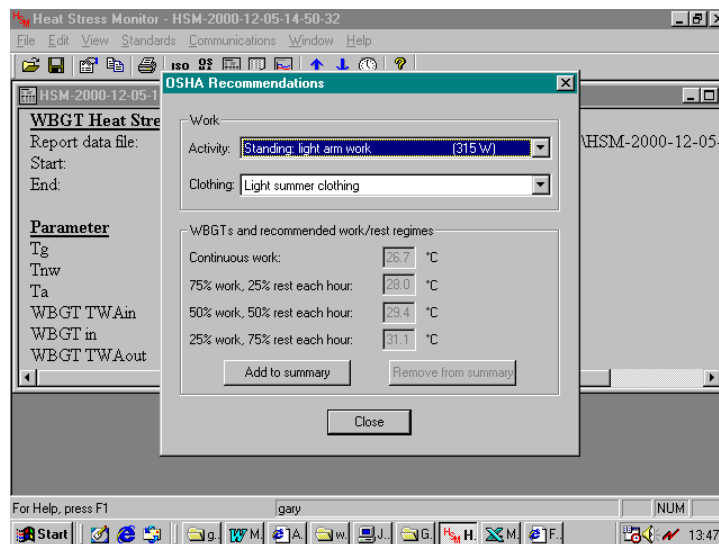 Heat Stress Monitor - HSM-2000-12-05-14-50-32
File Edit View Standards Communications Window Help
ISO
HSM-2000-12-05-1
OSHA Recommendations
WBGT Heat Stre
Report data file:
\HSM-2000-12-05-
Start:
End:
Parameter
Tg
Tnw
Ta
WBGT TWAin
WBGT in
WBGT TWAout
Work
Activity: Standing: light arm work (315 W)
Clothing: Light summer clothing
WBGTs and recommended work/rest regimes
Continuous work: 26.7 °C
75% work, 25% rest each hour: 28.0 °C
50% work, 50% rest each hour: 29.4 °C
25% work, 75% rest each hour: 31.1 °C
Add to summary Remove from summary
Close
For Help, press F1 gary NUM
Start g.. M. A. w. J.. G. H. M. F.. 13:47